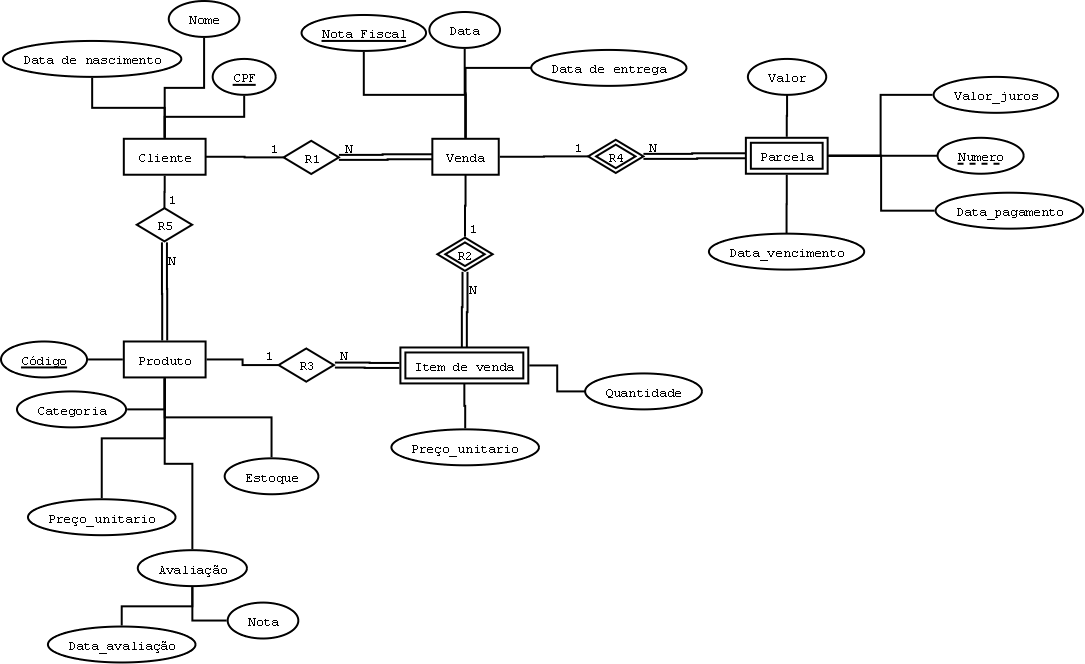 Nome
Nota Fiscal
Data
Data de nascimento
CPF
Data de entrega
Valor
Valor_juros
Cliente
1
R1
N
Venda
1
R4
N
Parcela
Numero
1
R5
N
Data_pagamento
1
R2
N
Data_vencimento
Código
Produto
1
R3
N
Item de venda
Categoria
Quantidade
Preço_unitario
Estoque
Preço_unitario
Avaliação
Nota
Data_avaliação